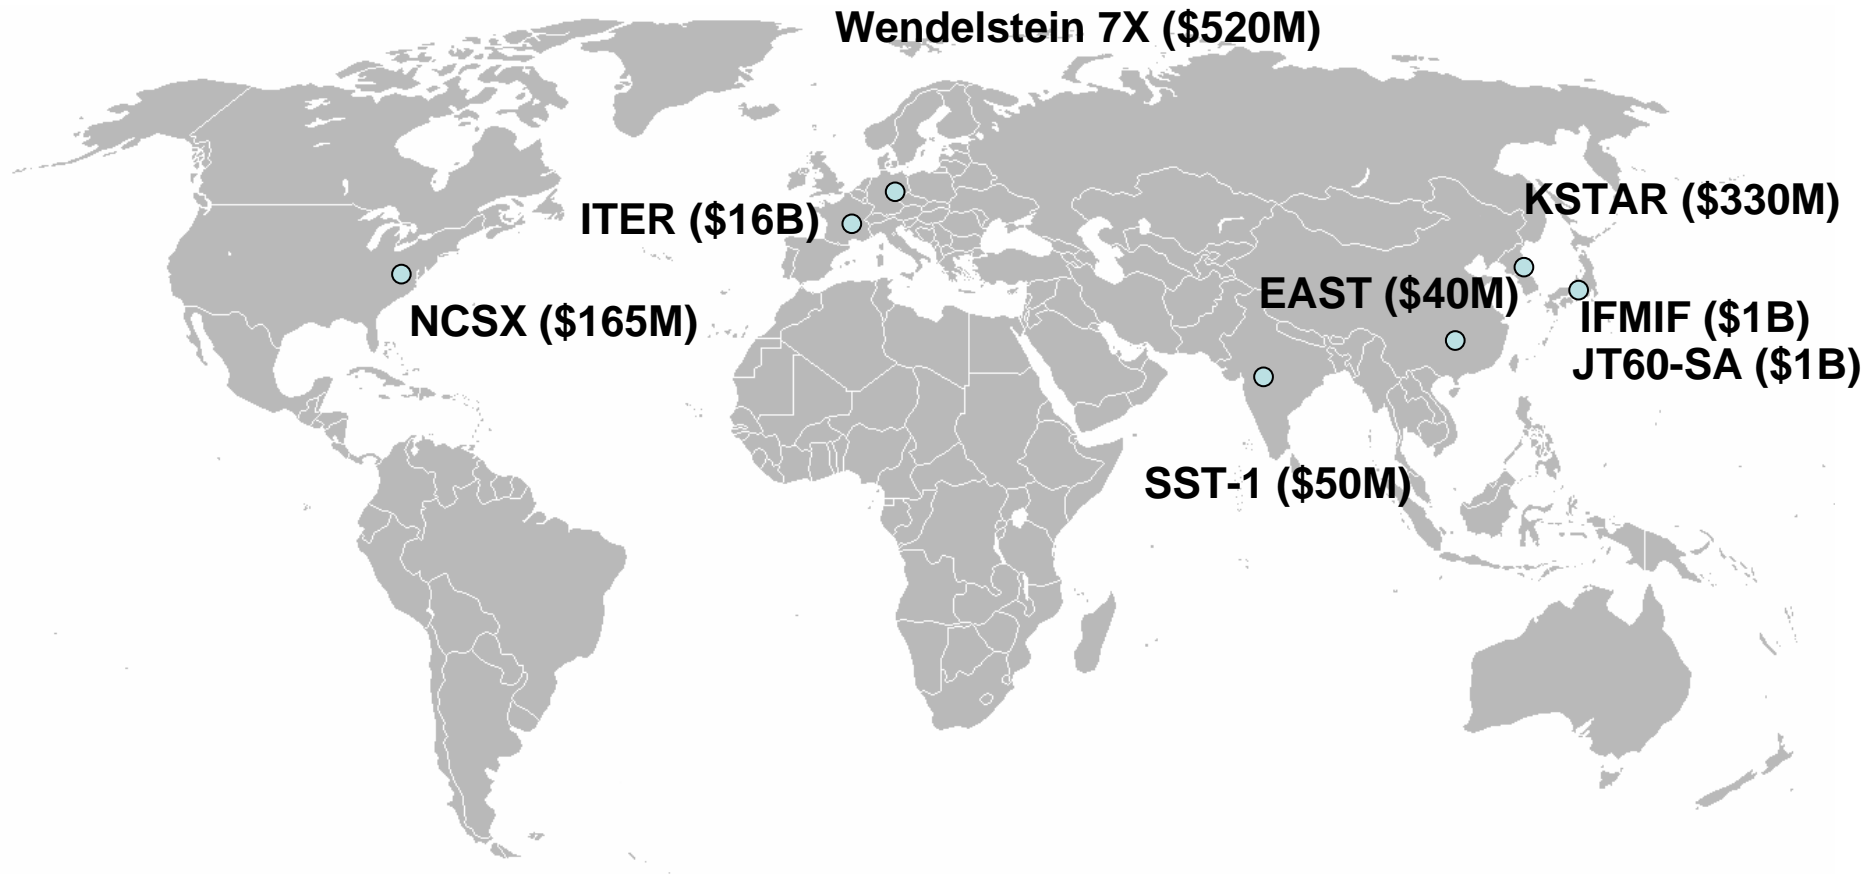 Wendelstein 7X ($520M)
KSTAR ($330M)
ITER ($16B)
EAST ($40M)
NCSX ($165M)
IFMIF ($1B)
JT60-SA ($1B)
SST-1 ($50M)